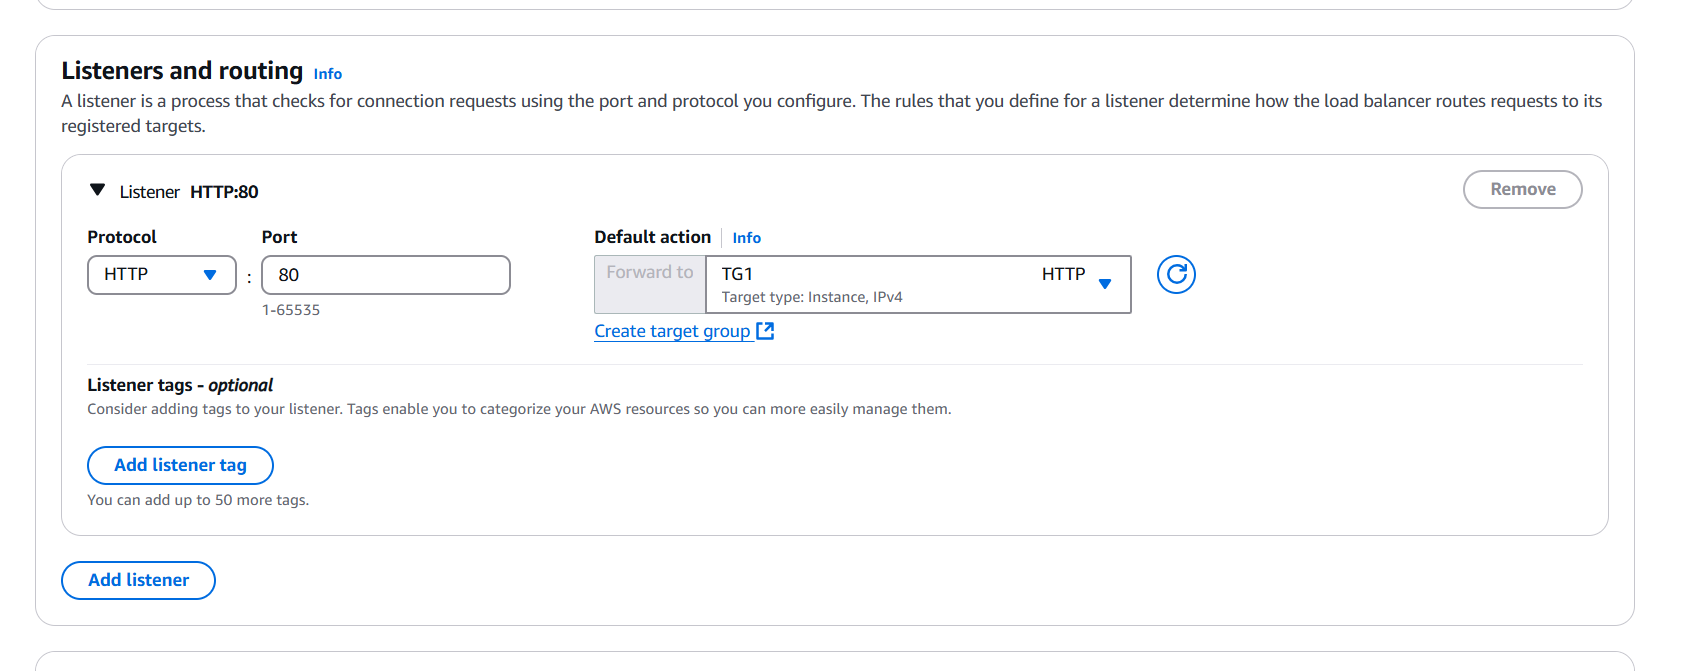 Listeners and routing Info
A listener is a process that checks for connection requests using the port and protocol you configure. The rules that you define for a listener determine how the load balancer routes requests to its
registered targets.
Listener HTTP:80
Remove
Protocol
Port
Default action Info
HTTP
:
80
1-65535
Forward to
TG1
HTTP
Target type: Instance, IPv4
Create target group
Listener tags - optional
Consider adding tags to your listener. Tags enable you to categorize your AWS resources so you can more easily manage them.
Add listener tag
You can add up to 50 more tags.
Add listener